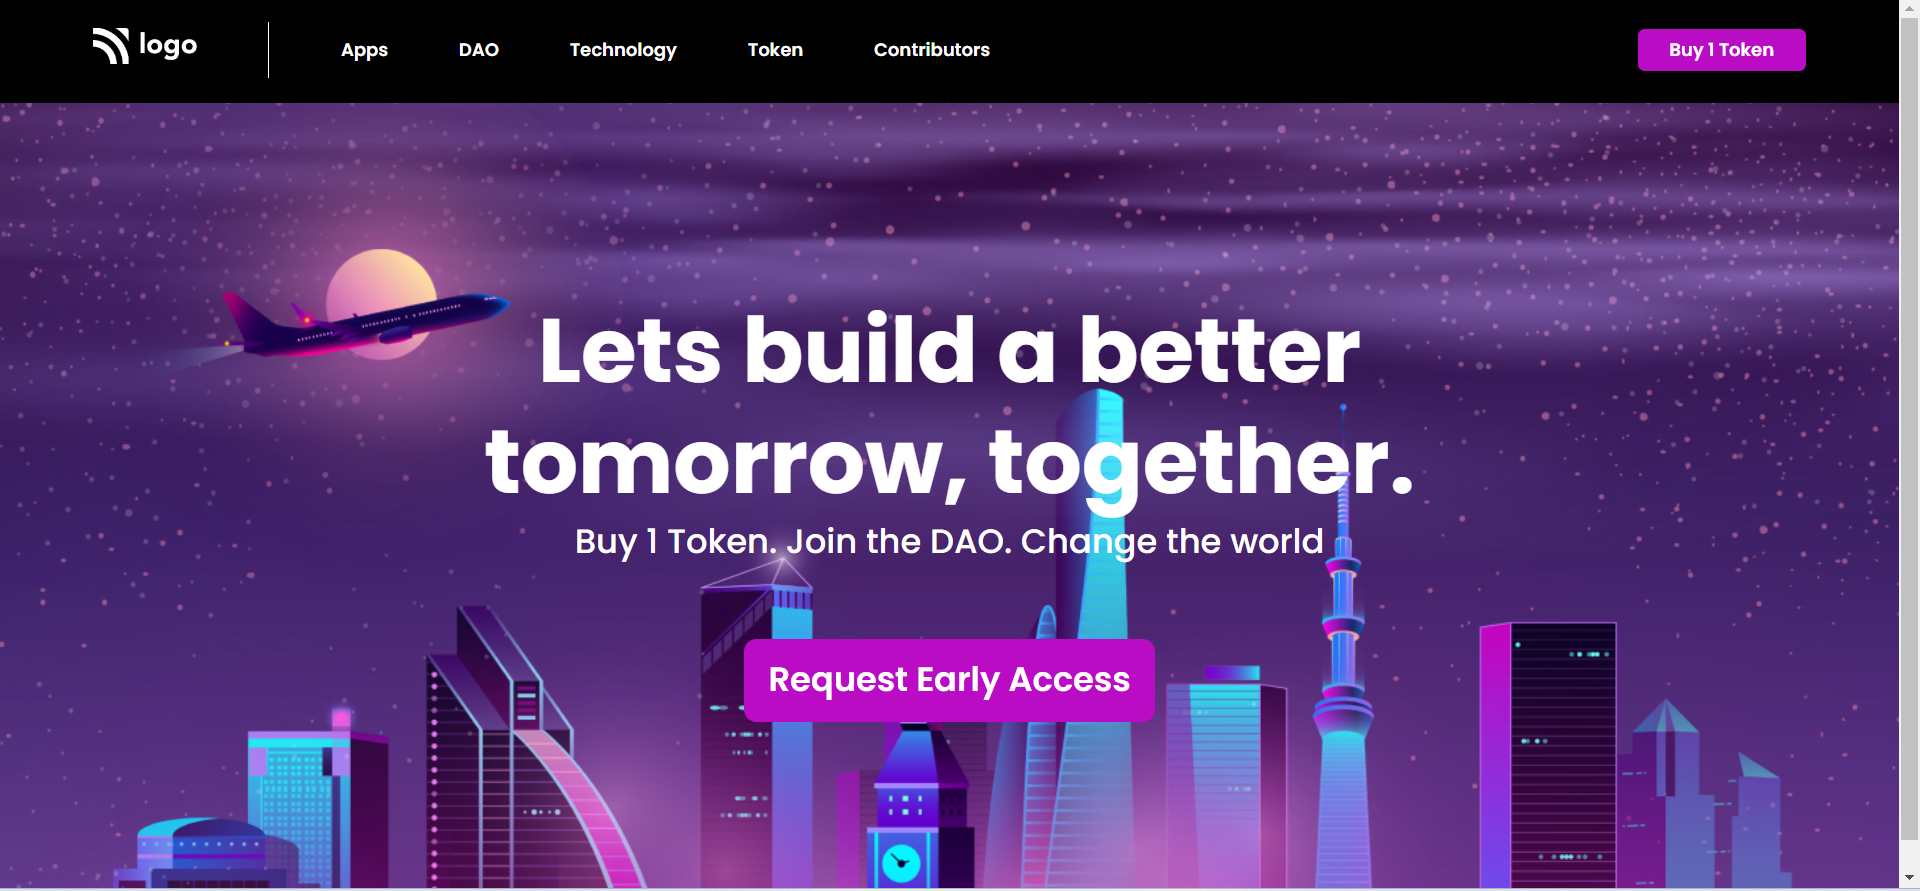 logo
Apps
DAO
Technology
Token
Contributors
Buy 1 Token
Lets build a better
tomorrow, together.
Buy 1 Token. Join the DAO. Change the world
Request Early Access